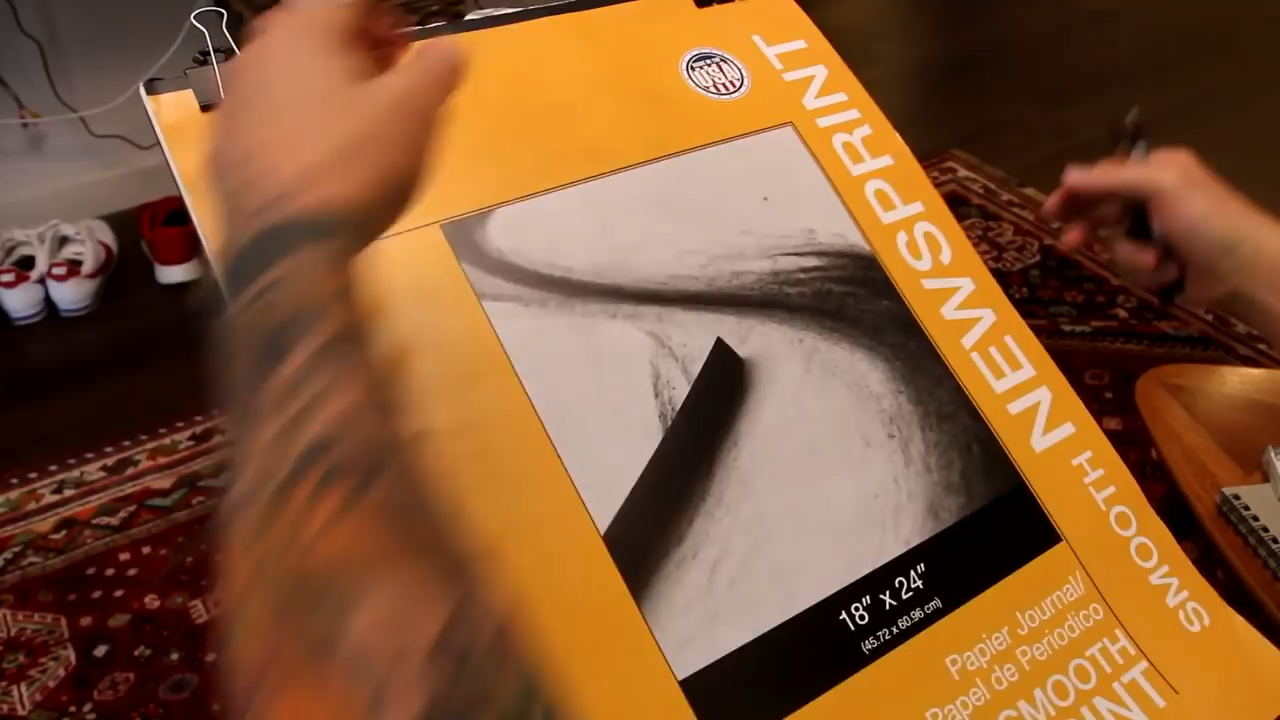 USA
SMOOTH NEWSPRINT
18" x 24"
(45.72 x 60.96 cm)
Papier Journal/
Papel de Periodico
SMOOTH